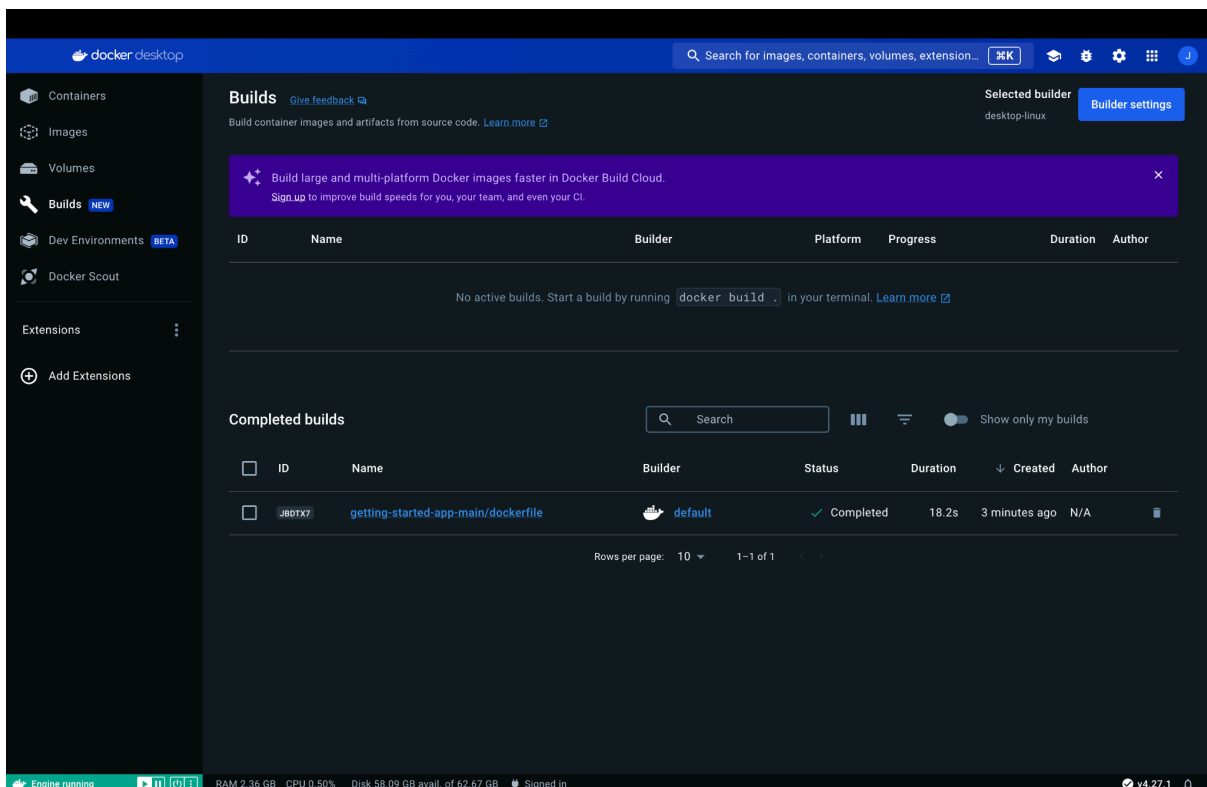 docker desktop
Search for images, containers, volumes, extension... ⌘K
J
Containers
Images
Volumes
Builds NEW
Dev Environments BETA
Docker Scout
Extensions
Add Extensions
Builds Give feedback
Build container images and artifacts from source code. Learn more
Selected builder
desktop-linux
Builder settings
Build large and multi-platform Docker images faster in Docker Build Cloud.
Sign up to improve build speeds for you, your team, and even your CI.
ID Name Builder Platform Progress Duration Author
No active builds. Start a build by running docker build . in your terminal. Learn more
Completed builds
Search
Show only my builds
ID Name Builder Status Duration Created Author
JBDTX7 getting-started-app-main/dockerfile default Completed 18.2s 3 minutes ago N/A
Rows per page: 10 1–1 of 1
Engine running RAM 2.36 GB CPU 0.50% Disk 58.09 GB avail. of 62.67 GB Signed in v4.27.1